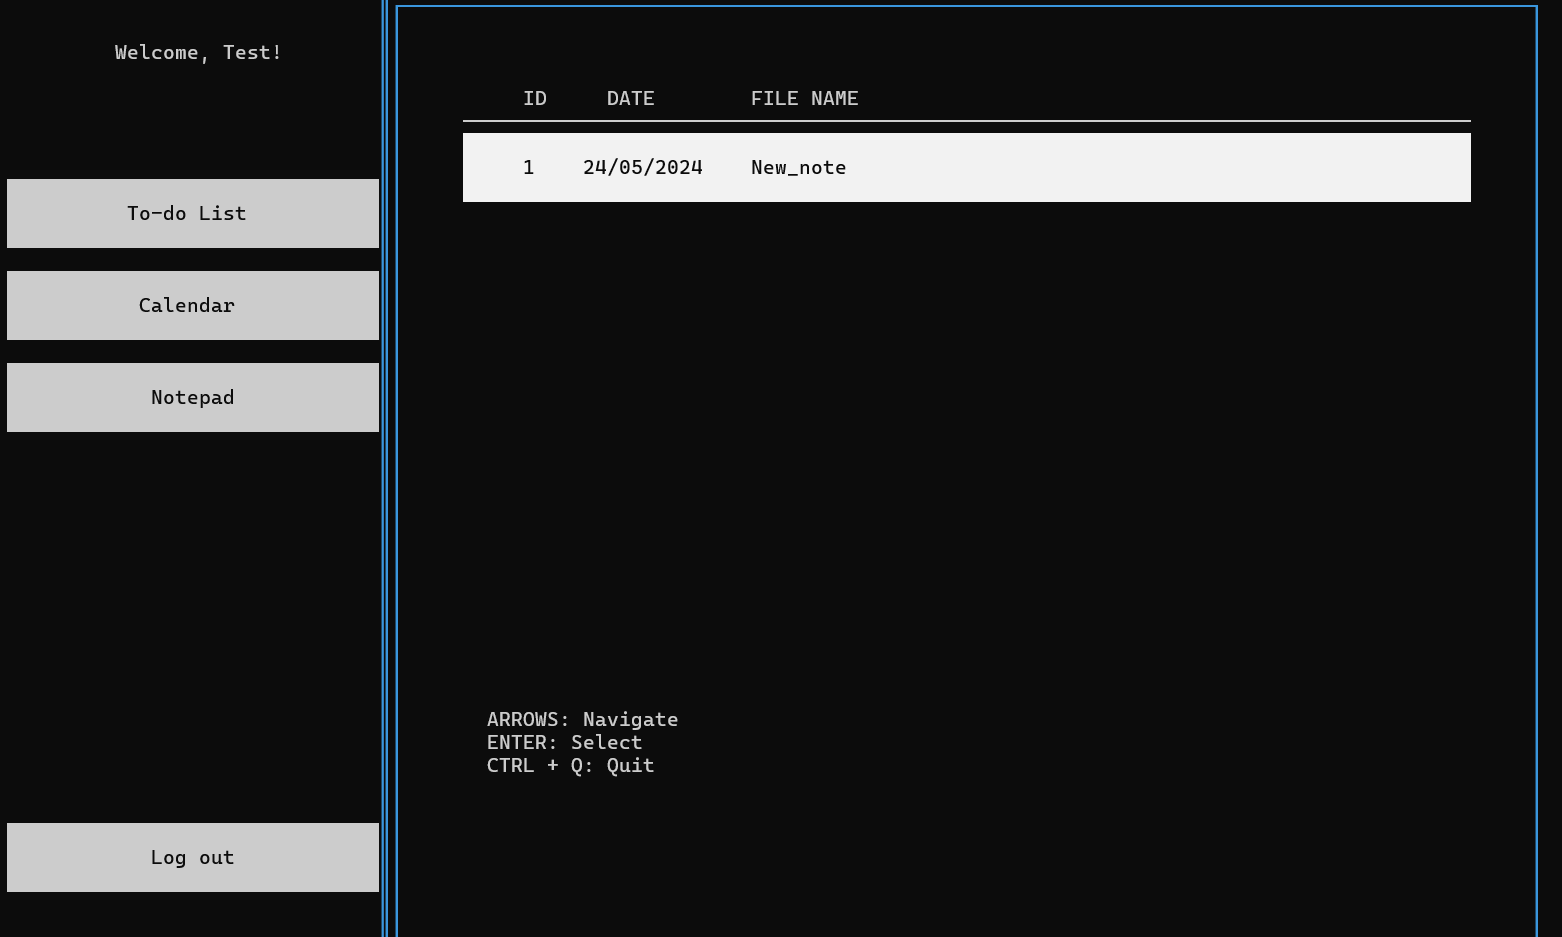 Welcome, Test!
To-do List
Calendar
Notepad
Log out
ID DATE FILE NAME
1 24/05/2024 New_note
ARROWS: Navigate
ENTER: Select
CTRL + Q: Quit